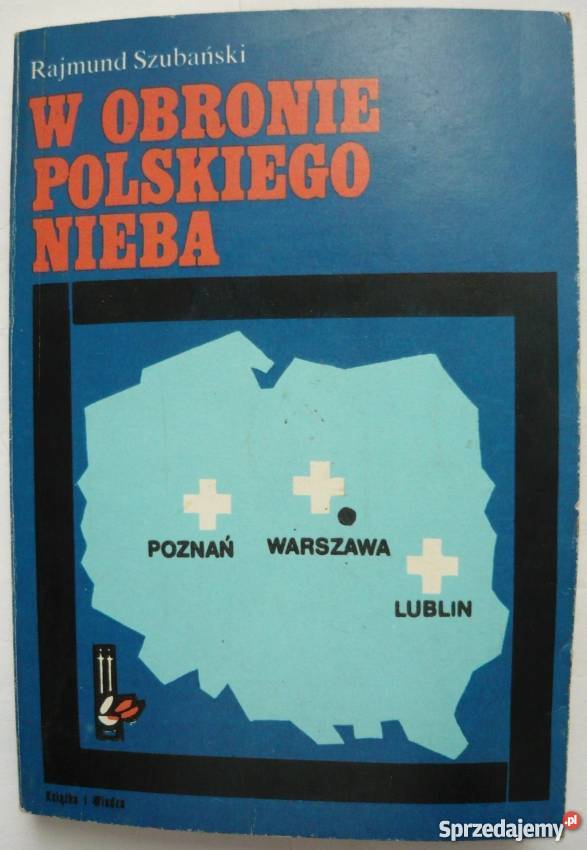 Rajmund Szubański
W OBRONIE
POLSKIEGO
NIEBA
POZNAŃ
WARSZAWA
LUBLIN
Książka i Wiedza
Sprzedajemy.pl